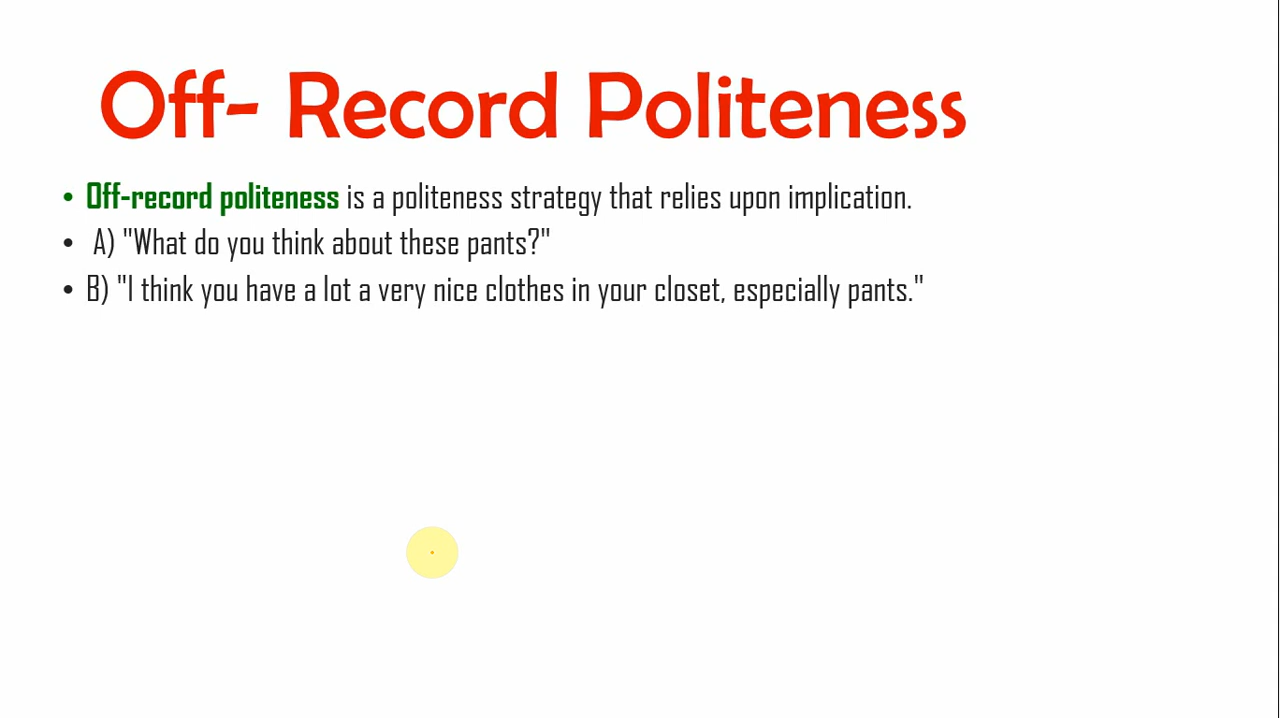 Off- Record Politeness
• Off-record politeness is a politeness strategy that relies upon implication.
• A) "What do you think about these pants?"
• B) "I think you have a lot a very nice clothes in your closet, especially pants."